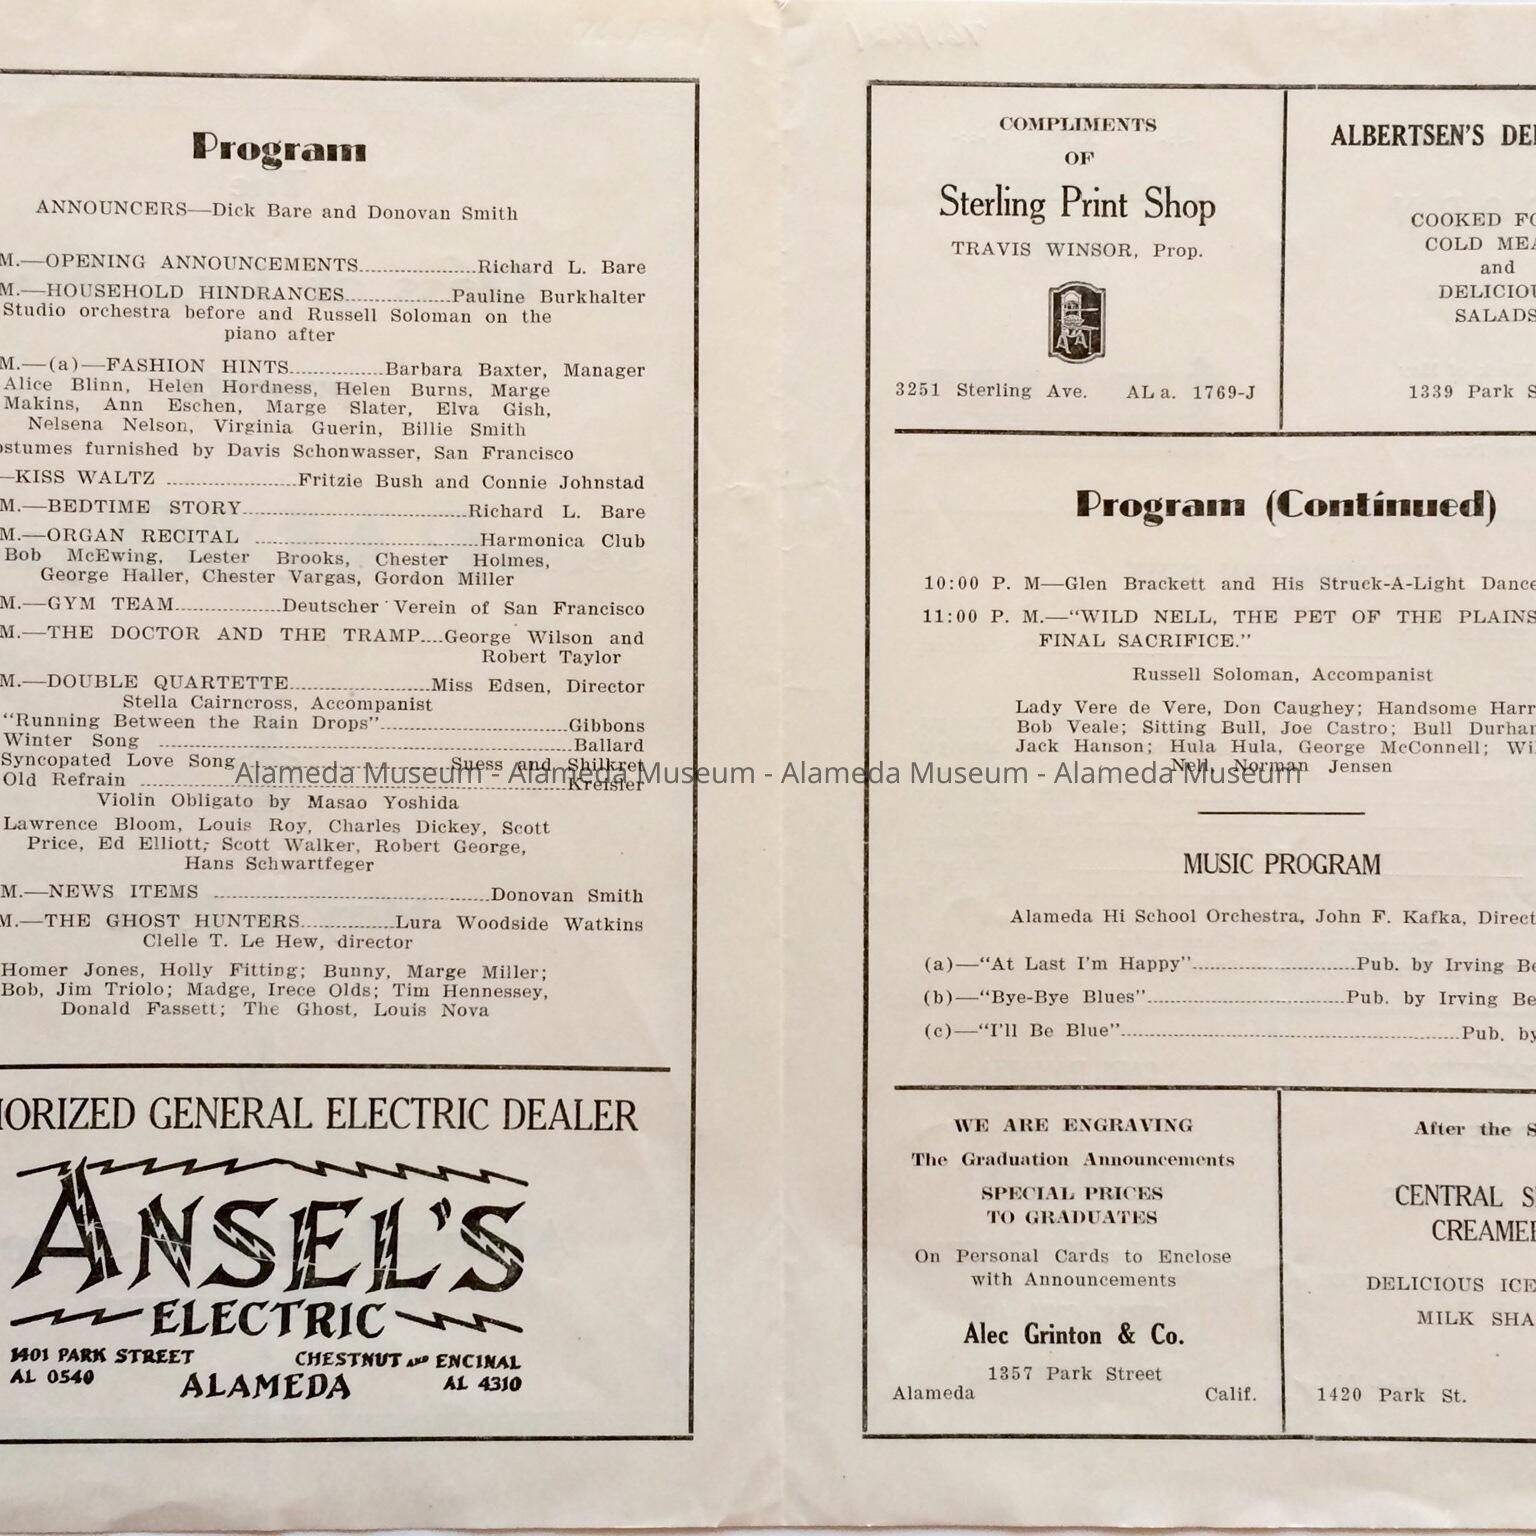 Program
ANNOUNCERS—Dick Bare and Donovan Smith
M.—OPENING ANNOUNCEMENTS....................Richard L. Bare
M.—HOUSEHOLD HINDRANCES..................Pauline Burkhalter
Studio orchestra before and Russell Soloman on the
piano after
M.—(a)—FASHION HINTS................Barbara Baxter, Manager
Alice Blinn, Helen Hordness, Helen Burns, Marge
Makins, Ann Eschen, Marge Slater, Elva Gish,
Nelsena Nelson, Virginia Guerin, Billie Smith
ostumes furnished by Davis Schonwasser, San Francisco
—KISS WALTZ ......................Fritzie Bush and Connie Johnstad
M.—BEDTIME STORY......................................Richard L. Bare
M.—ORGAN RECITAL ......................................Harmonica Club
Bob McEwing, Lester Brooks, Chester Holmes,
George Haller, Chester Vargas, Gordon Miller
M.—GYM TEAM..................Deutscher Verein of San Francisco
M.—THE DOCTOR AND THE TRAMP....George Wilson and
Robert Taylor
M.—DOUBLE QUARTETTE........................Miss Edsen, Director
Stella Cairncross, Accompanist
"Running Between the Rain Drops"................................Gibbons
Winter Song ......................................................................Ballard
Syncopated Love Song ....................................Suess and Shilkret
Old Refrain ......................................................................Kreisler
Violin Obligato by Masao Yoshida
Lawrence Bloom, Louis Roy, Charles Dickey, Scott
Price, Ed Elliott; Scott Walker, Robert George,
Hans Schwartfeger
M.—NEWS ITEMS ..............................................Donovan Smith
M.—THE GHOST HUNTERS................Lura Woodside Watkins
Clelle T. Le Hew, director
Homer Jones, Holly Fitting; Bunny, Marge Miller;
Bob, Jim Triolo; Madge, Irece Olds; Tim Hennessey,
Donald Fassett; The Ghost, Louis Nova
HORIZED GENERAL ELECTRIC DEALER
ANSEL'S
ELECTRIC
1401 PARK STREET CHESTNUT AND ENCINAL
AL 0540 ALAMEDA AL 4310
COMPLIMENTS
OF
Sterling Print Shop
TRAVIS WINSOR, Prop.
3251 Sterling Ave. ALa. 1769-J
ALBERTSEN'S DE
COOKED FO
COLD MEA
and
DELICIOU
SALADS
1339 Park S
Program (Continued)
10:00 P. M—Glen Brackett and His Struck-A-Light Dance
11:00 P. M.—"WILD NELL, THE PET OF THE PLAINS
FINAL SACRIFICE."
Russell Soloman, Accompanist
Lady Vere de Vere, Don Caughey; Handsome Harr
Bob Veale; Sitting Bull, Joe Castro; Bull Durham
Jack Hanson; Hula Hula, George McConnell; Wi
Nell, Norman Jensen
MUSIC PROGRAM
Alameda Hi School Orchestra, John F. Kafka, Direct
(a)—"At Last I'm Happy"..........................Pub. by Irving Be
(b)—"Bye-Bye Blues"................................Pub. by Irving Be
(c)—"I'll Be Blue"........................................................Pub. by
WE ARE ENGRAVING
The Graduation Announcements
SPECIAL PRICES
TO GRADUATES
On Personal Cards to Enclose
with Announcements
Alec Grinton & Co.
1357 Park Street
Alameda Calif.
After the S
CENTRAL S
CREAMER
DELICIOUS ICE
MILK SHA
1420 Park St.
Alameda Museum - Alameda Museum - Alameda Museum - Alameda Museum